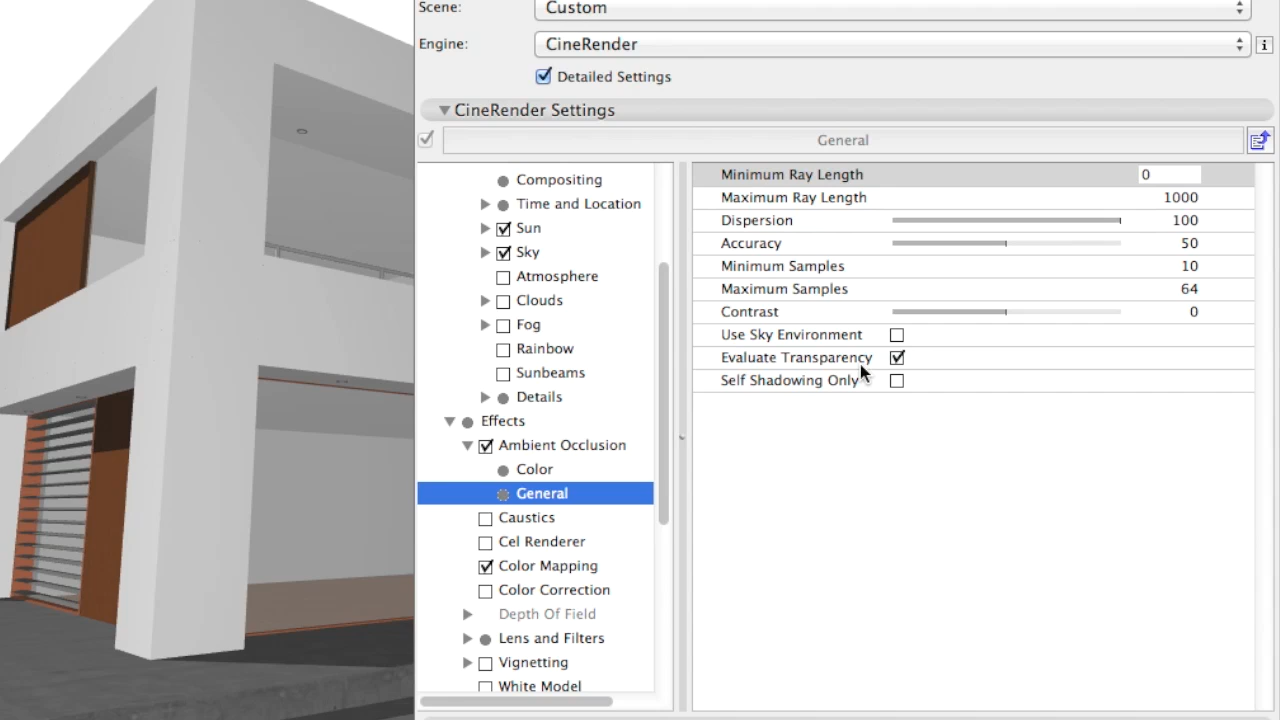 Scene: Custom
Engine: CineRender
Detailed Settings
CineRender Settings
General
Compositing
Time and Location
Sun
Sky
Atmosphere
Clouds
Fog
Rainbow
Sunbeams
Details
Effects
Ambient Occlusion
Color
General
Caustics
Cel Renderer
Color Mapping
Color Correction
Depth Of Field
Lens and Filters
Vignetting
White Model
Minimum Ray Length 0
Maximum Ray Length 1000
Dispersion 100
Accuracy 50
Minimum Samples 10
Maximum Samples 64
Contrast 0
Use Sky Environment
Evaluate Transparency
Self Shadowing Only